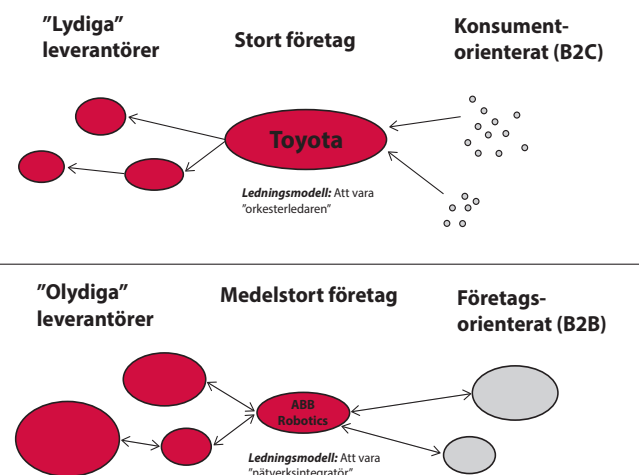 ”Lydiga”
leverantörer
Stort företag
Konsument-
orienterat (B2C)
Toyota
Ledningsmodell: Att vara
”orkesterledaren”
”Olydiga”
leverantörer
Medelstort företag
Företags-
orienterat (B2B)
ABB
Robotics
Ledningsmodell: Att vara
”nätverksintegratör”